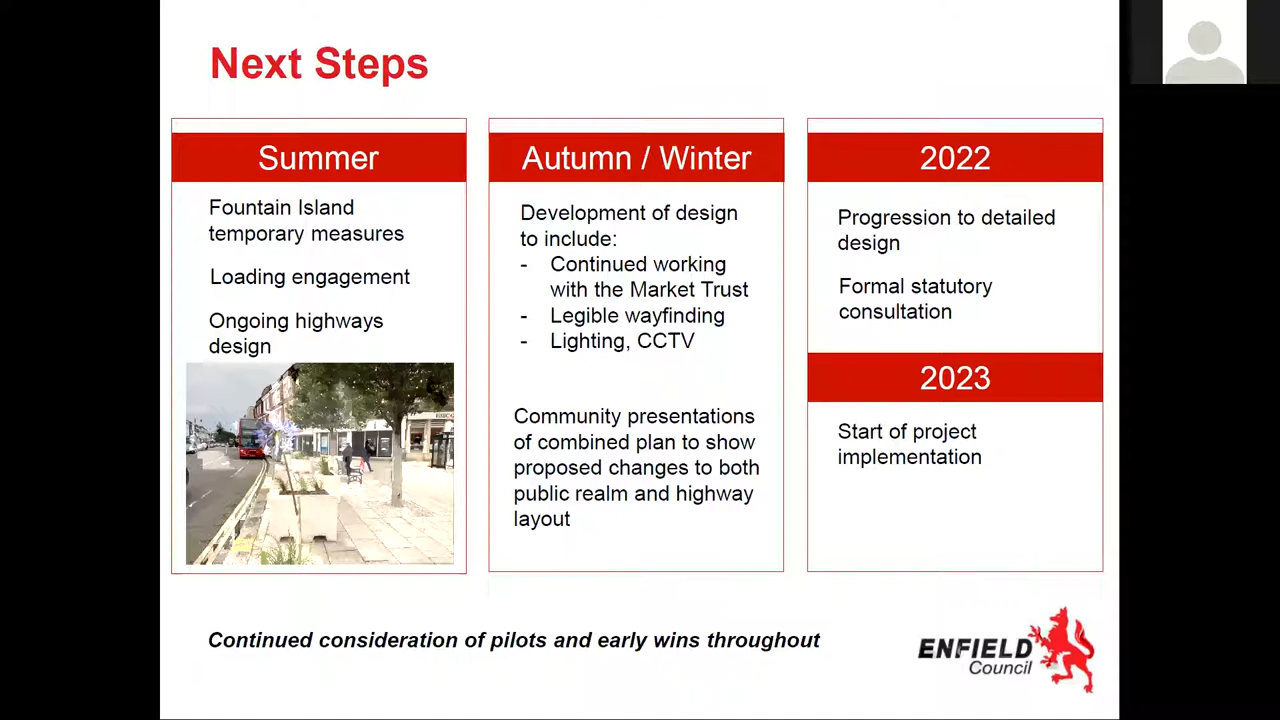 Next Steps
Summer
Fountain Island
temporary measures
Loading engagement
Ongoing highways
design
Autumn / Winter
Development of design
to include:
- Continued working
with the Market Trust
- Legible wayfinding
- Lighting, CCTV
Community presentations
of combined plan to show
proposed changes to both
public realm and highway
layout
2022
Progression to detailed
design
Formal statutory
consultation
2023
Start of project
implementation
Continued consideration of pilots and early wins throughout
ENFIELD
Council